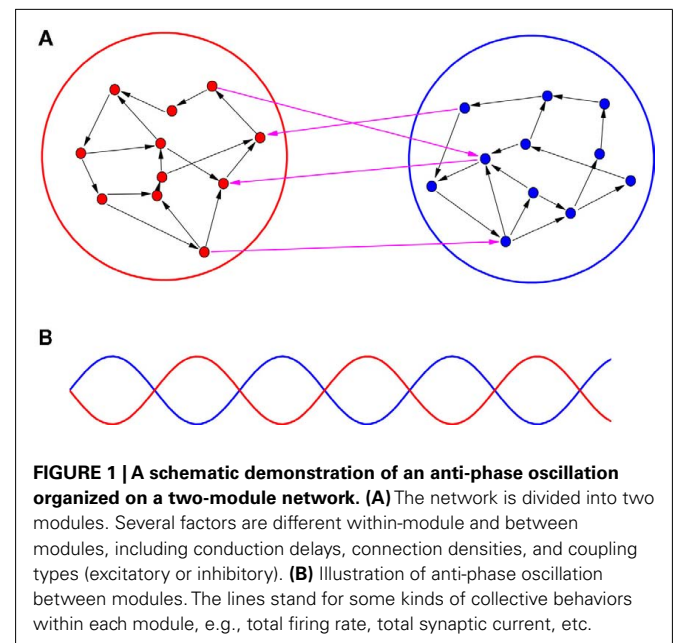 A
B
FIGURE 1 | A schematic demonstration of an anti-phase oscillation
organized on a two-module network. (A) The network is divided into two
modules. Several factors are different within-module and between
modules, including conduction delays, connection densities, and coupling
types (excitatory or inhibitory). (B) Illustration of anti-phase oscillation
between modules. The lines stand for some kinds of collective behaviors
within each module, e.g., total firing rate, total synaptic current, etc.